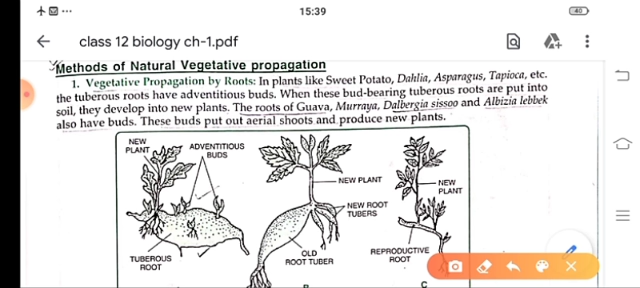 15:39
40
class 12 biology ch-1.pdf
Methods of Natural Vegetative propagation
1. Vegetative Propagation by Roots: In plants like Sweet Potato, Dahlia, Asparagus, Tapioca, etc.
the tuberous roots have adventitious buds. When these bud-bearing tuberous roots are put into
soil, they develop into new plants. The roots of Guava, Murraya, Dalbergia sissoo and Albizia lebbek
also have buds. These buds put out aerial shoots and produce new plants.
NEW
PLANT
ADVENTITIOUS
BUDS
TUBEROUS
ROOT
NEW PLANT
NEW ROOT
TUBERS
OLD
ROOT TUBER
NEW
PLANT
REPRODUCTIVE
ROOT
C